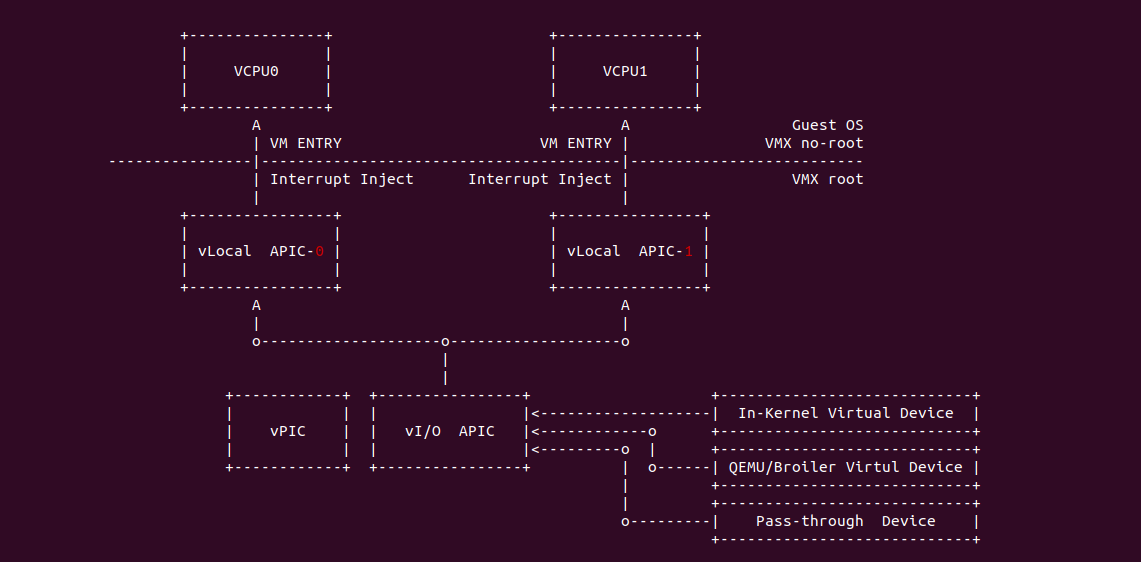 VCPU0 VCPU1
A A Guest OS
VM ENTRY VM ENTRY VMX no-root
Interrupt Inject Interrupt Inject VMX root
vLocal APIC-0 vLocal APIC-1
A A
o o o
In-Kernel Virtual Device
vPIC vI/O APIC o
o
o QEMU/Broiler Virtul Device
o Pass-through Device